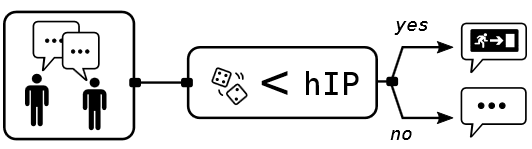 yes
< hIP
no